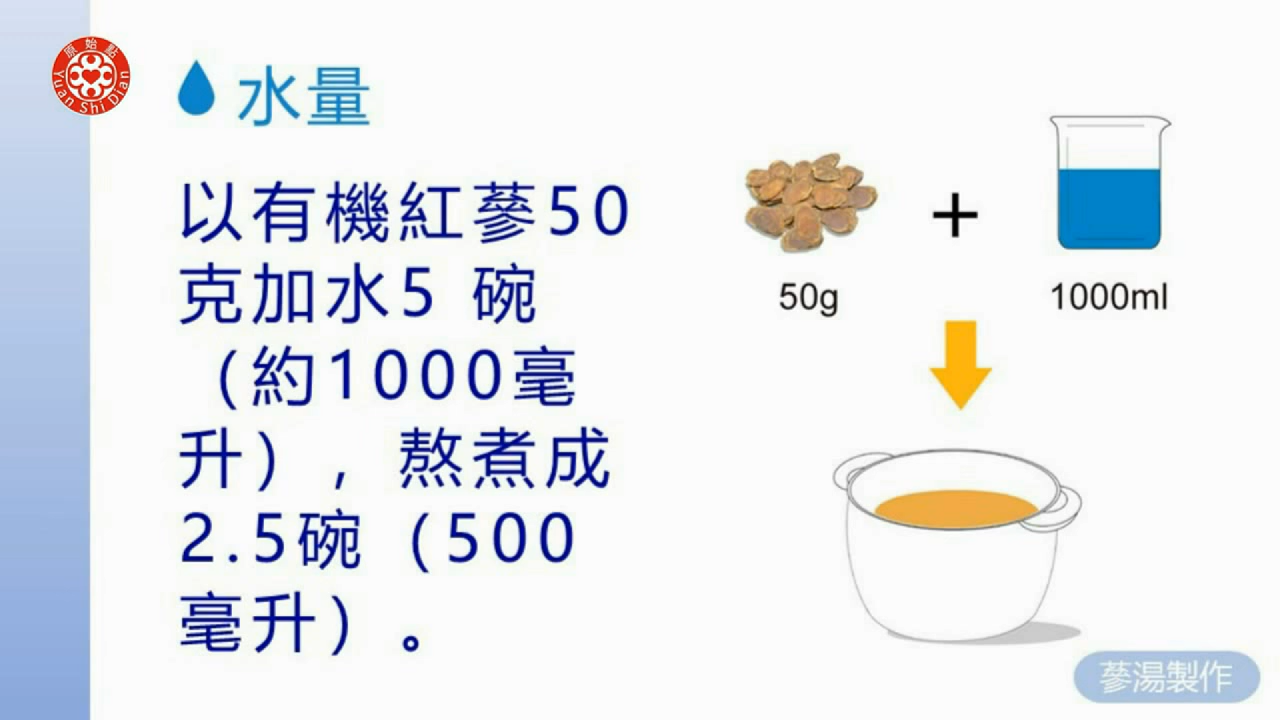 原始點
Yuan Shi Dian
水量
以有機紅蔘50
克加水5 碗
（約1000毫
升），熬煮成
2.5碗（500
毫升）。
50g
+
1000ml
蔘湯製作